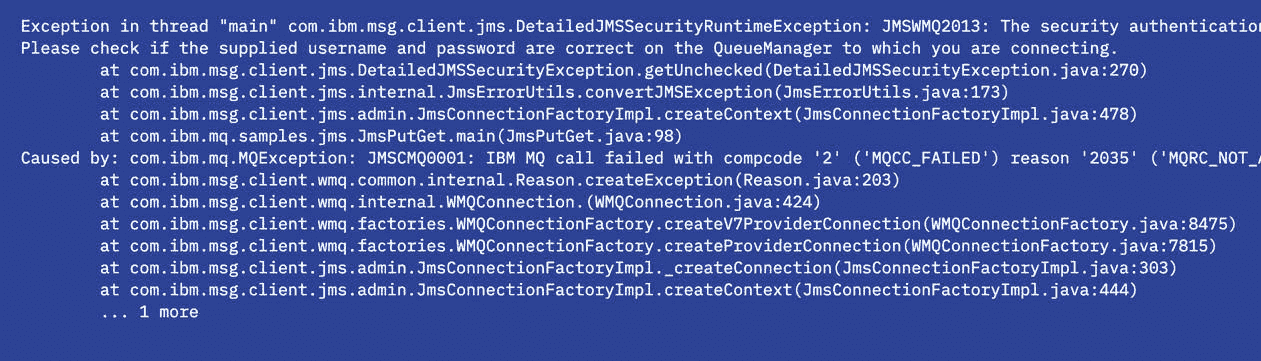 Exception in thread "main" com.ibm.msg.client.jms.DetailedJMSSecurityRuntimeException: JMSWMQ2013: The security authentication
Please check if the supplied username and password are correct on the QueueManager to which you are connecting.
at com.ibm.msg.client.jms.DetailedJMSSecurityException.getUnchecked(DetailedJMSSecurityException.java:270)
at com.ibm.msg.client.jms.internal.JmsErrorUtils.convertJMSException(JmsErrorUtils.java:173)
at com.ibm.msg.client.jms.admin.JmsConnectionFactoryImpl.createContext(JmsConnectionFactoryImpl.java:478)
at com.ibm.mq.samples.jms.JmsPutGet.main(JmsPutGet.java:98)
Caused by: com.ibm.mq.MQException: JMSCMQ0001: IBM MQ call failed with compcode '2' ('MQCC_FAILED') reason '2035' ('MQRC_NOT_A
at com.ibm.msg.client.wmq.common.internal.Reason.createException(Reason.java:203)
at com.ibm.msg.client.wmq.internal.WMQConnection.(WMQConnection.java:424)
at com.ibm.msg.client.wmq.factories.WMQConnectionFactory.createV7ProviderConnection(WMQConnectionFactory.java:8475)
at com.ibm.msg.client.wmq.factories.WMQConnectionFactory.createProviderConnection(WMQConnectionFactory.java:7815)
at com.ibm.msg.client.jms.admin.JmsConnectionFactoryImpl._createConnection(JmsConnectionFactoryImpl.java:303)
at com.ibm.msg.client.jms.admin.JmsConnectionFactoryImpl.createContext(JmsConnectionFactoryImpl.java:444)
... 1 more